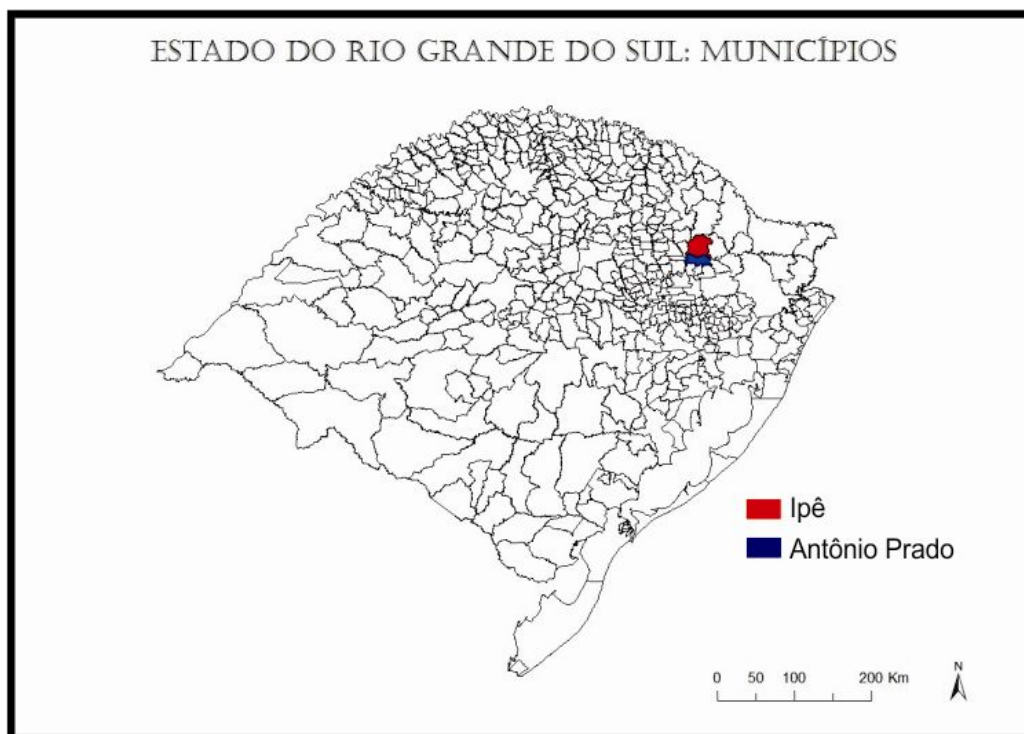 ESTADO DO RIO GRANDE DO SUL: MUNICÍPIOS
Ipê
Antônio Prado
0 50 100 200 Km
N